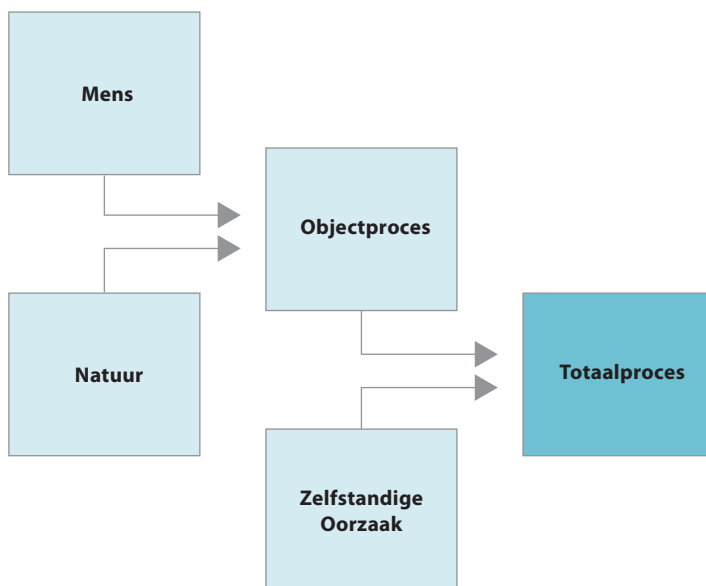 Mens
Objectproces
Natuur
Totaalproces
Zelfstandige
Oorzaak